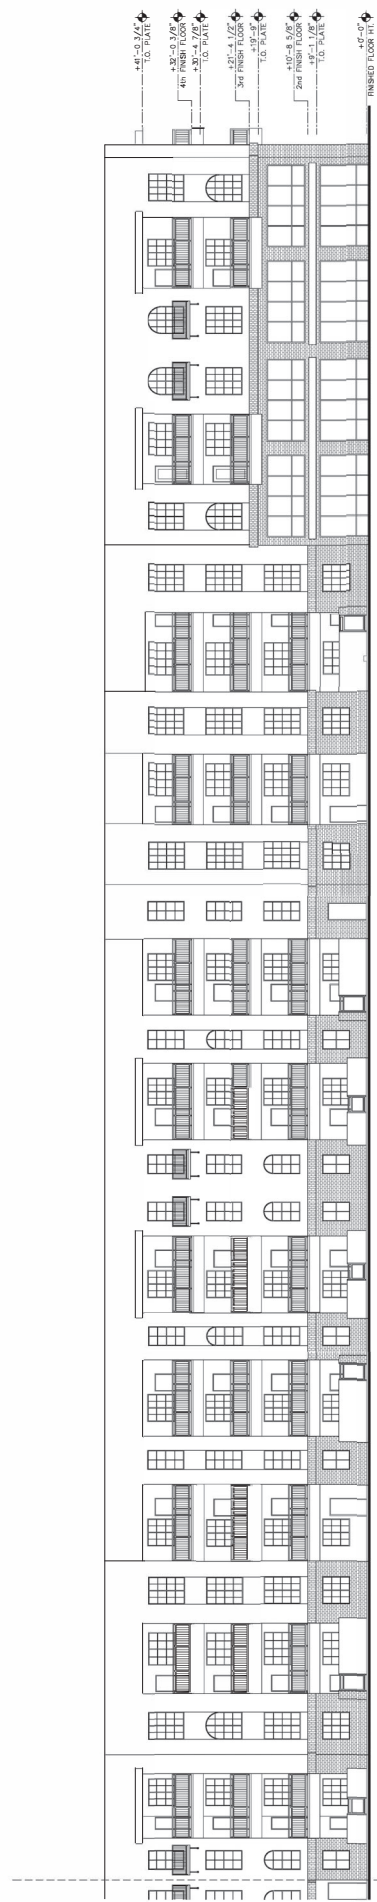 +41'-0 3/4"
T.O. PLATE
+32'-0 3/8"
4th FINISH FLOOR
+30'-4 7/8"
T.O. PLATE
+21'-4 1/2"
3rd FINISH FLOOR
+19'-9"
T.O. PLATE
+10'-8 5/8"
2nd FINISH FLOOR
+9'-1 1/8"
T.O. PLATE
+0'-0"
FINISHED FLOOR HT.